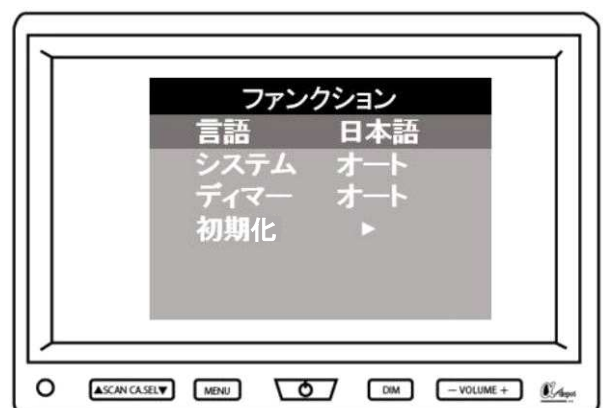 ファンクション
言語 日本語
システム オート
ディマー オート
初期化 ▶
▲SCAN CA.SEL▼ MENU DIM − VOLUME +